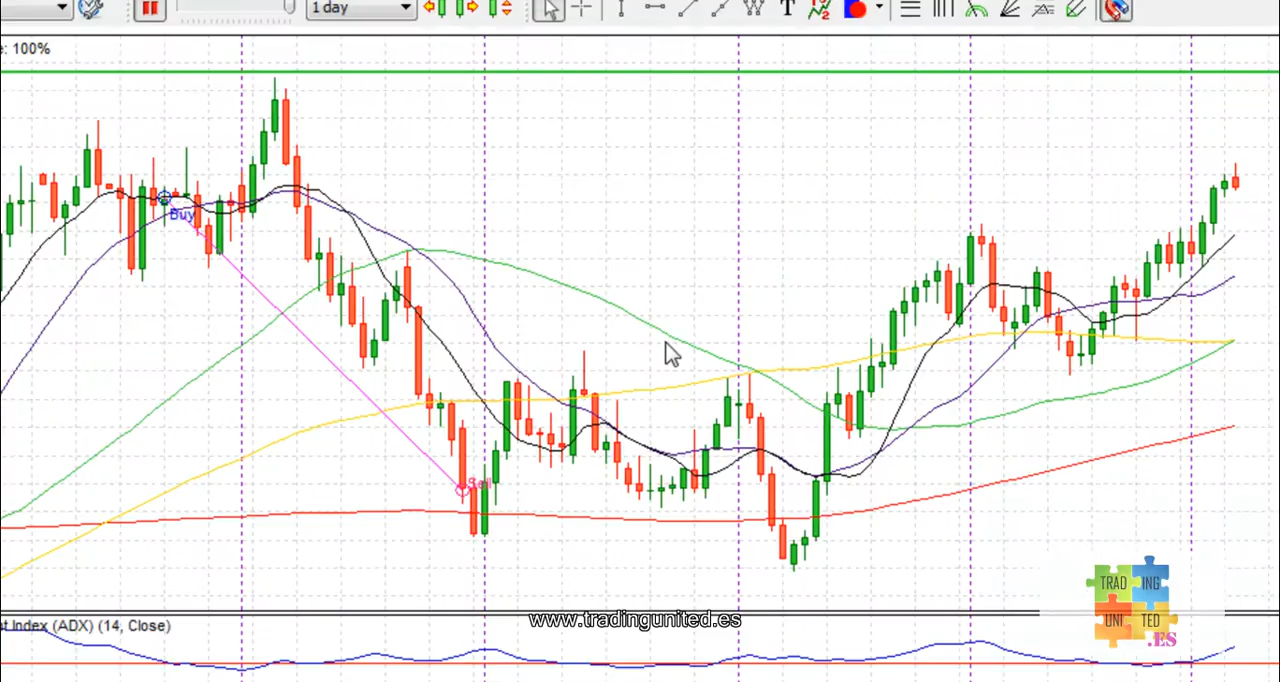 1 day
e: 100%
Buy
Sell
www.tradingunited.es
TRAD ING
UNI TED
.ES
t Index (ADX) (14, Close)